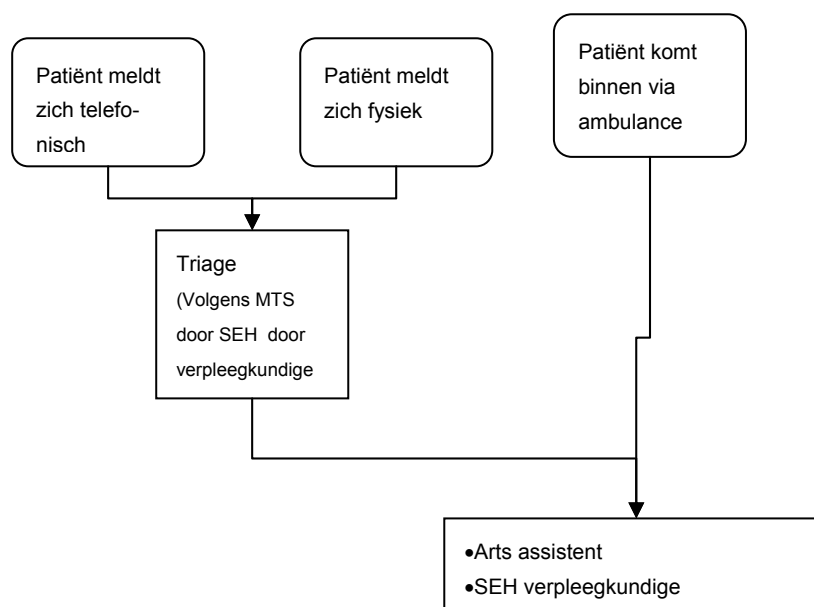 Patiënt meldt
zich telefo-
nisch
Patiënt meldt
zich fysiek
Patiënt komt
binnen via
ambulance
Triage
(Volgens MTS
door SEH door
verpleegkundige
•Arts assistent
•SEH verpleegkundige